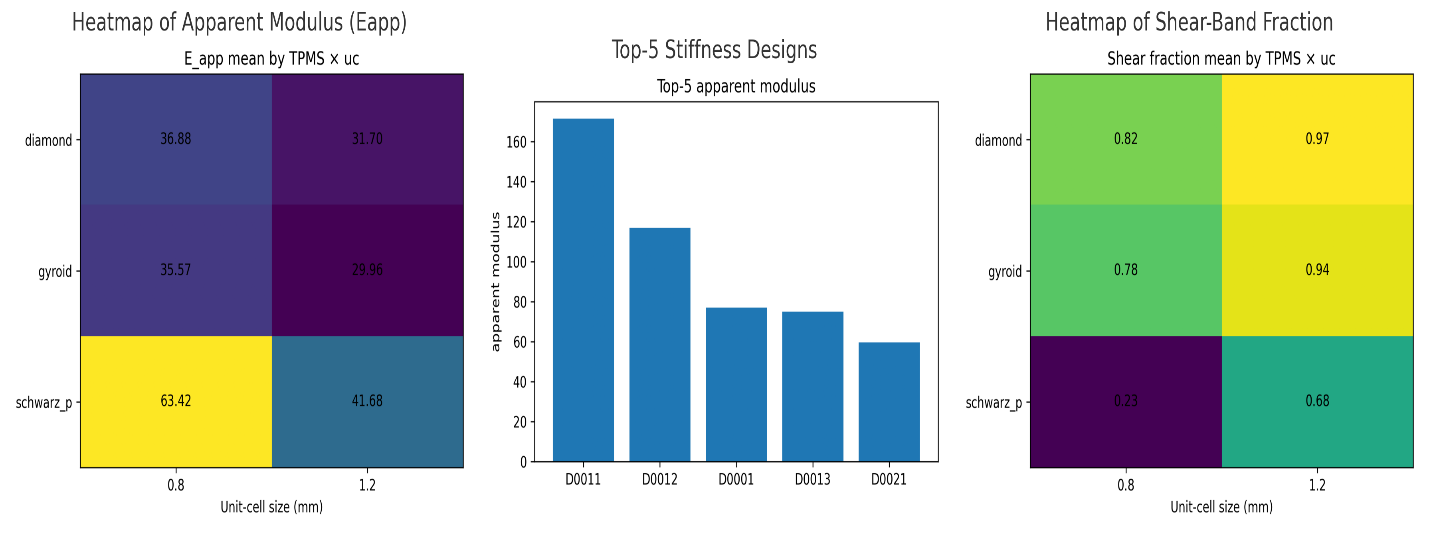 Heatmap of Apparent Modulus (Eapp)
E_app mean by TPMS × uc
diamond
36.88
31.70
gyroid
35.57
29.96
schwarz_p
63.42
41.68
0.8
1.2
Unit-cell size (mm)
Top-5 Stiffness Designs
Top-5 apparent modulus
apparent modulus
160
140
120
100
80
60
40
20
0
D0011
D0012
D0001
D0013
D0021
Heatmap of Shear-Band Fraction
Shear fraction mean by TPMS × uc
diamond
0.82
0.97
gyroid
0.78
0.94
schwarz_p
0.23
0.68
0.8
1.2
Unit-cell size (mm)